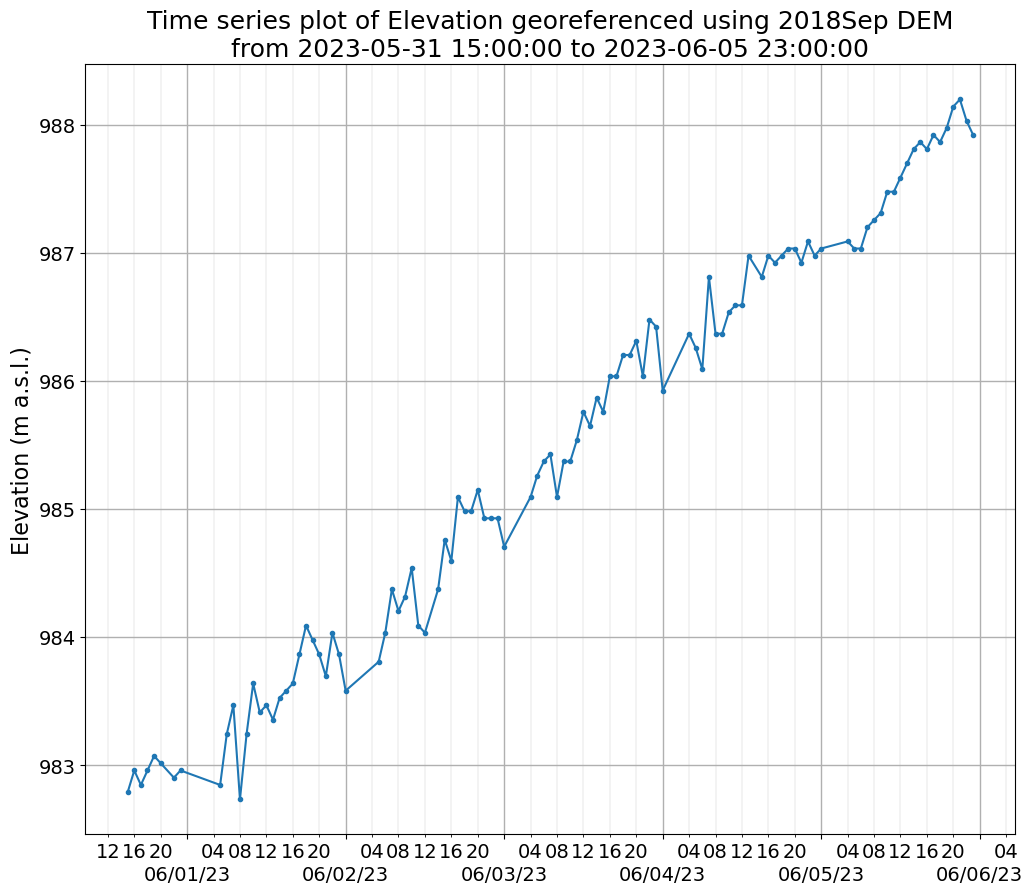 Time series plot of Elevation georeferenced using 2018Sep DEM
from 2023-05-31 15:00:00 to 2023-06-05 23:00:00
Elevation (m a.s.l.)
988
987
986
985
984
983
12 16 20 04 08 12 16 20 04 08 12 16 20 04 08 12 16 20 04 08 12 16 20 04 08 12 16 20 04
06/01/23 06/02/23 06/03/23 06/04/23 06/05/23 06/06/23